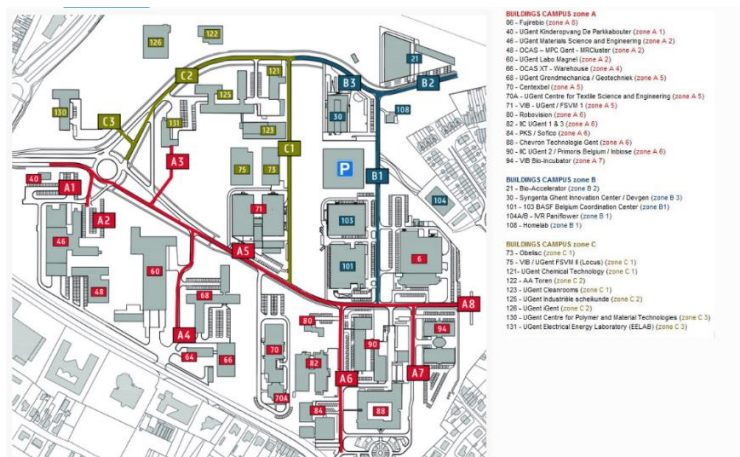 126
122
C2
121
B3
21
B2
125
C3
130
131
30
108
123
C1
A3
P
B1
40
A1
75
73
104
A2
71
103
46
A5
60
101
6
48
68
A8
80
94
A4
90
64
66
70
82
A6
A7
70A
84
88
BUILDINGS CAMPUS zone A
86 - Fujirebio (zone A 8)
40 - UGent Kinderopvang De Parkkabouter (zone A 1)
46 - UGent Materials Science and Engineering (zone A 2)
48 - OCAS – MPC Gent - MRCluster (zone A 2)
60 - UGent Labo Magnel (zone A 2)
66 - OCAS XT – Warehouse (zone A 4)
68 - UGent Grondmechanica / Geotechniek (zone A 5)
70 - Centexbel (zone A 5)
70A - UGent Centre for Textile Science and Engineering (zone A 5)
71 - VIB - UGent / FSVM 1 (zone A 5)
80 - Robovision (zone A 6)
82 - IIC UGent 1 & 3 (zone A 6)
84 - PKS / Sofico (zone A 6)
88 - Chevron Technologie Gent (zone A 6)
90 - IIC UGent 2 / Primoris Belgium / Inbiose (zone A 6)
94 - VIB Bio-Incubator (zone A 7)
BUILDINGS CAMPUS zone B
21 - Bio-Accelerator (zone B 2)
30 - Syngenta Ghent Innovation Center / Devgen (zone B 3)
101 - 103 BASF Belgium Coordination Center (zone B1)
104A/B - IVR Paniflower (zone B 1)
108 - Homelab (zone B 1)
BUILDINGS CAMPUS zone C
73 - Obelisc (zone C 1)
75 - VIB / UGent FSVM II (Locus) (zone C 1)
121- UGent Chemical Technology (zone C 1)
122 - AA Toren (zone C 2)
123 - UGent Cleanrooms (zone C 1)
125 - UGent Industriële scheikunde (zone C 2)
126 - UGent iGent (zone C 2)
130 - UGent Centre for Polymer and Material Technologies (zone C 3)
131 - UGent Electrical Energy Laboratory (EELAB) (zone C 3)